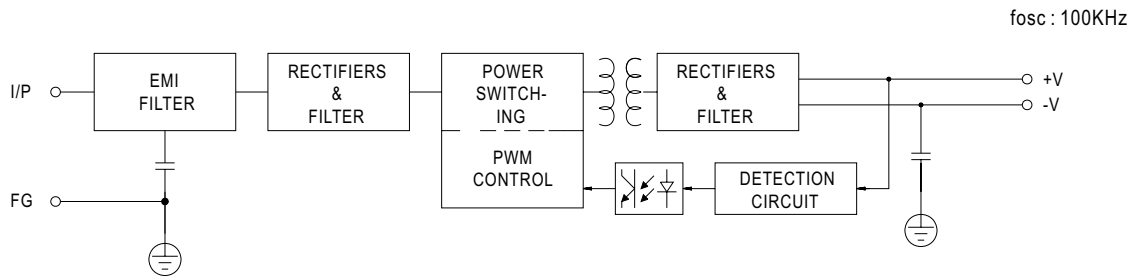 fosc : 100KHz
I/P
EMI
FILTER
RECTIFIERS
&
FILTER
POWER
SWITCH-
ING
RECTIFIERS
&
FILTER
+V
-V
PWM
CONTROL
DETECTION
CIRCUIT
FG